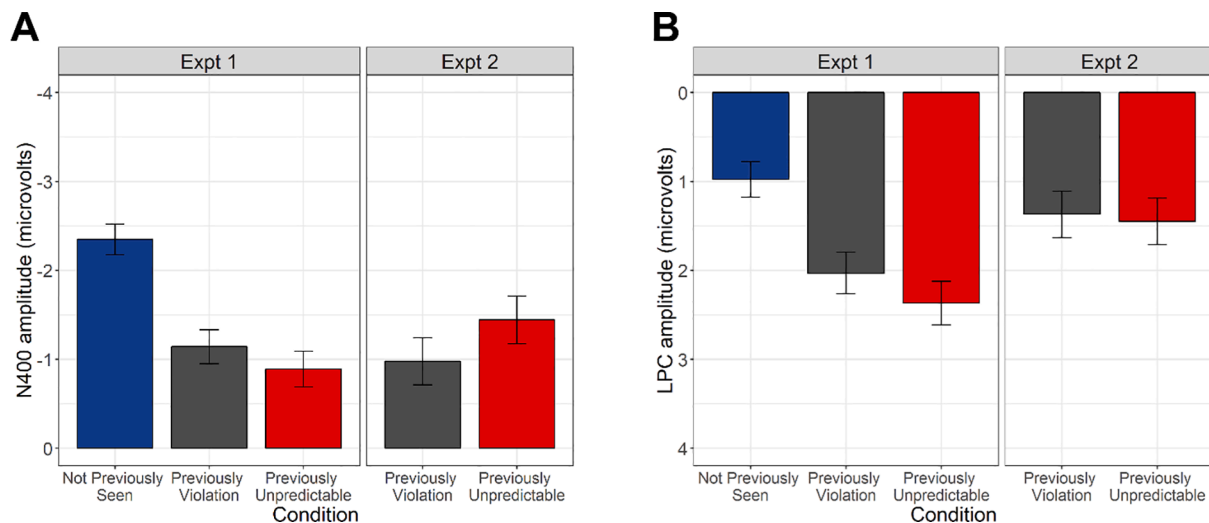 A
Expt 1
Expt 2
N400 amplitude (microvolts)
-4
-3
-2
-1
0
Not Previously
Seen
Previously
Violation
Previously
Unpredictable
Previously
Violation
Previously
Unpredictable
Condition
B
Expt 1
Expt 2
LPC amplitude (microvolts)
0
1
2
3
4
Not Previously
Seen
Previously
Violation
Previously
Unpredictable
Previously
Violation
Previously
Unpredictable
Condition